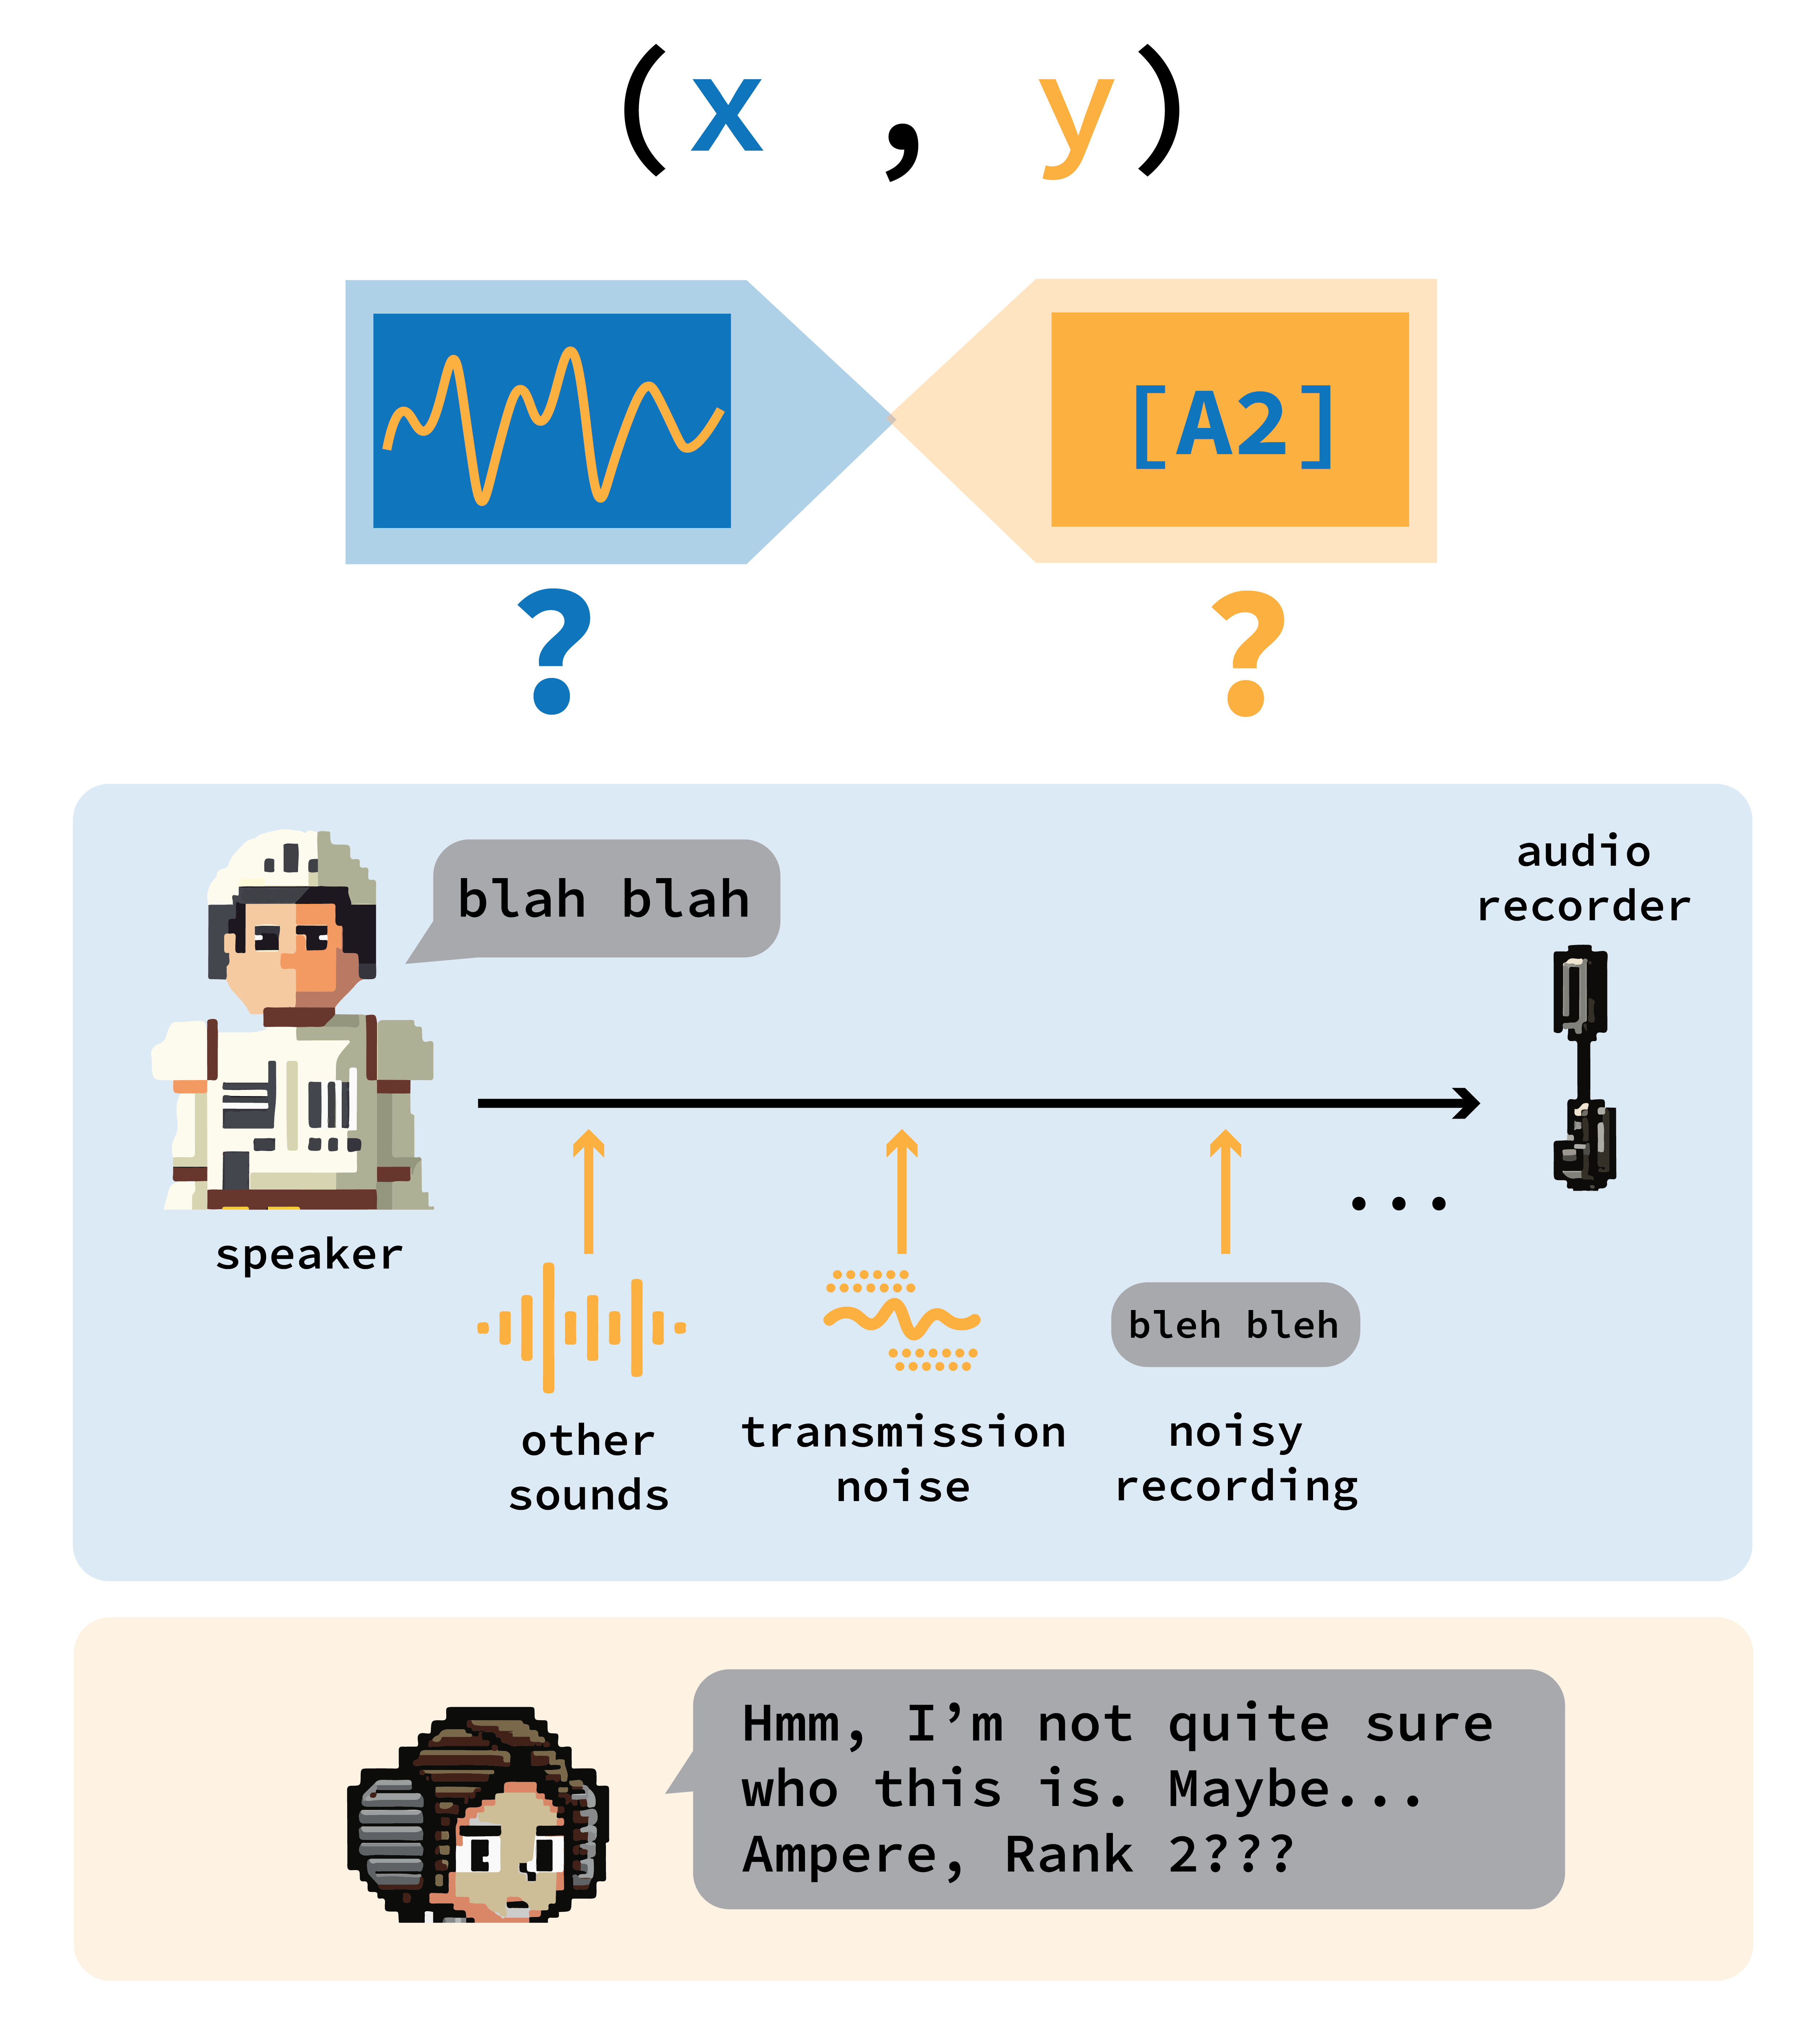 (x , y)
[A2]
?
?
blah blah
audio
recorder
speaker
...
bleh bleh
other
sounds
transmission
noise
noisy
recording
Hmm, I’m not quite sure
who this is. Maybe...
Ampere, Rank 2???